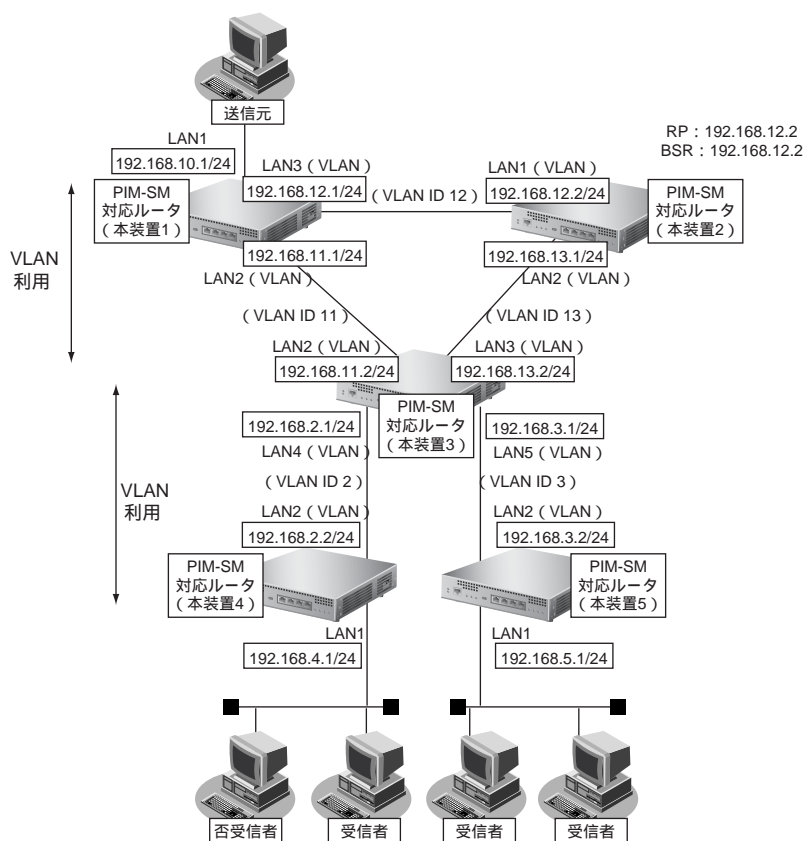 送信元
RP：192.168.12.2
BSR：192.168.12.2
LAN1
192.168.10.1/24
LAN3（VLAN）
192.168.12.1/24
（VLAN ID 12）
LAN1（VLAN）
192.168.12.2/24
PIM-SM
対応ルータ
（本装置1）
PIM-SM
対応ルータ
（本装置2）
VLAN
利用
192.168.11.1/24
LAN2（VLAN）
192.168.13.1/24
LAN2（VLAN）
（VLAN ID 11）
（VLAN ID 13）
LAN2（VLAN）
192.168.11.2/24
LAN3（VLAN）
192.168.13.2/24
PIM-SM
対応ルータ
（本装置3）
192.168.2.1/24
LAN4（VLAN）
192.168.3.1/24
LAN5（VLAN）
（VLAN ID 2）
（VLAN ID 3）
VLAN
利用
LAN2（VLAN）
192.168.2.2/24
LAN2（VLAN）
192.168.3.2/24
PIM-SM
対応ルータ
（本装置4）
PIM-SM
対応ルータ
（本装置5）
LAN1
192.168.4.1/24
LAN1
192.168.5.1/24
否受信者
受信者
受信者
受信者